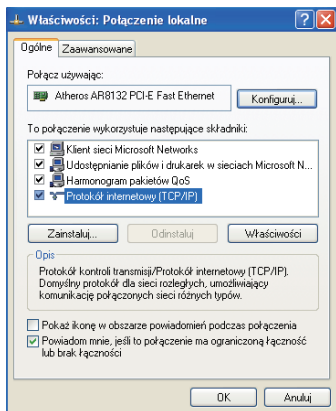 Właściwości: Połączenie lokalne
Ogólne Zaawansowane
Połącz używając:
Atheros AR8132 PCI-E Fast Ethernet Konfiguruj...
To połączenie wykorzystuje następujące składniki:
Klient sieci Microsoft Networks
Udostępnianie plików i drukarek w sieciach Microsoft N...
Harmonogram pakietów QoS
Protokół internetowy (TCP/IP)
Zainstaluj... Odinstaluj Właściwości
Opis
Protokół kontroli transmisji/Protokół internetowy (TCP/IP).
Domyślny protokół dla sieci rozległych, umożliwiający
komunikację połączonych sieci różnych typów.
Pokaż ikonę w obszarze powiadomień podczas połączenia
Powiadom mnie, jeśli to połączenie ma ograniczoną łączność
lub brak łączności
OK Anuluj